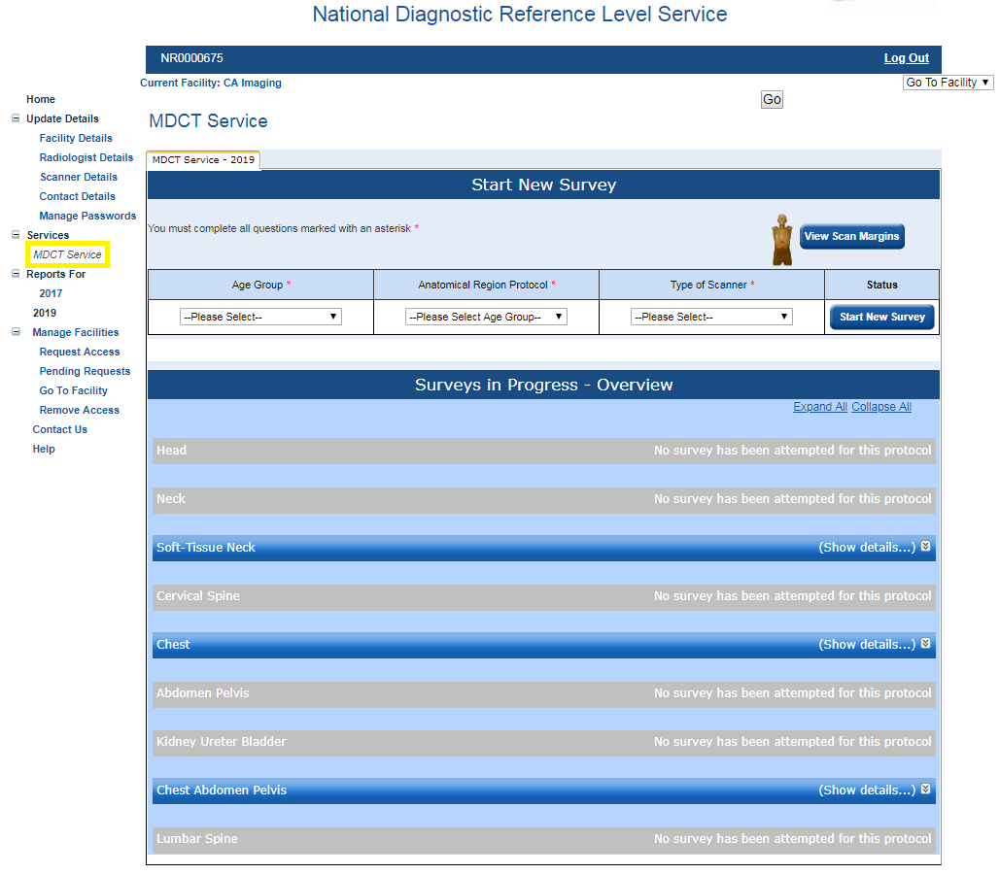 National Diagnostic Reference Level Service
NR0000675
Log Out
Current Facility: CA Imaging
Go To Facility
Go
Home
Update Details
Facility Details
Radiologist Details
Scanner Details
Contact Details
Manage Passwords
Services
MDCT Service
Reports For
2017
2019
Manage Facilities
Request Access
Pending Requests
Go To Facility
Remove Access
Contact Us
Help
MDCT Service
MDCT Service - 2019
Start New Survey
You must complete all questions marked with an asterisk *
View Scan Margins
Age Group * Anatomical Region Protocol * Type of Scanner * Status
--Please Select-- --Please Select Age Group-- --Please Select-- Start New Survey
Surveys in Progress - Overview
Expand All Collapse All
Head No survey has been attempted for this protocol
Neck No survey has been attempted for this protocol
Soft-Tissue Neck (Show details...)
Cervical Spine No survey has been attempted for this protocol
Chest (Show details...)
Abdomen Pelvis No survey has been attempted for this protocol
Kidney Ureter Bladder No survey has been attempted for this protocol
Chest Abdomen Pelvis (Show details...)
Lumbar Spine No survey has been attempted for this protocol